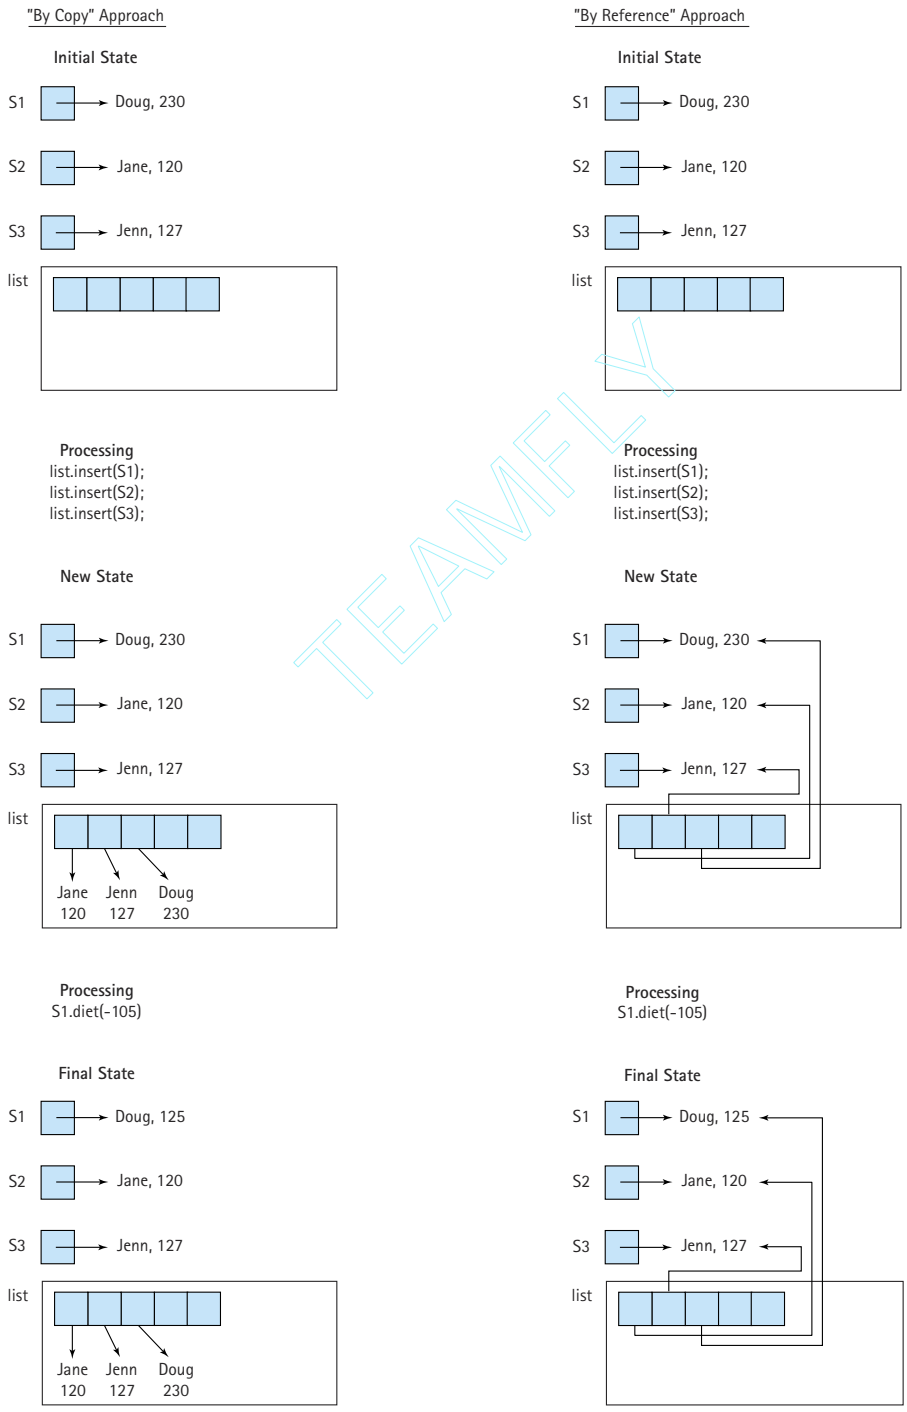 "By Copy" Approach
Initial State
S1 Doug, 230
S2 Jane, 120
S3 Jenn, 127
list
Processing
list.insert(S1);
list.insert(S2);
list.insert(S3);
New State
S1 Doug, 230
S2 Jane, 120
S3 Jenn, 127
list
Jane Jenn Doug
120 127 230
Processing
S1.diet(-105)
Final State
S1 Doug, 125
S2 Jane, 120
S3 Jenn, 127
list
Jane Jenn Doug
120 127 230
"By Reference" Approach
Initial State
S1 Doug, 230
S2 Jane, 120
S3 Jenn, 127
list
Processing
list.insert(S1);
list.insert(S2);
list.insert(S3);
New State
S1 Doug, 230
S2 Jane, 120
S3 Jenn, 127
list
Processing
S1.diet(-105)
Final State
S1 Doug, 125
S2 Jane, 120
S3 Jenn, 127
list
TEAMFLY